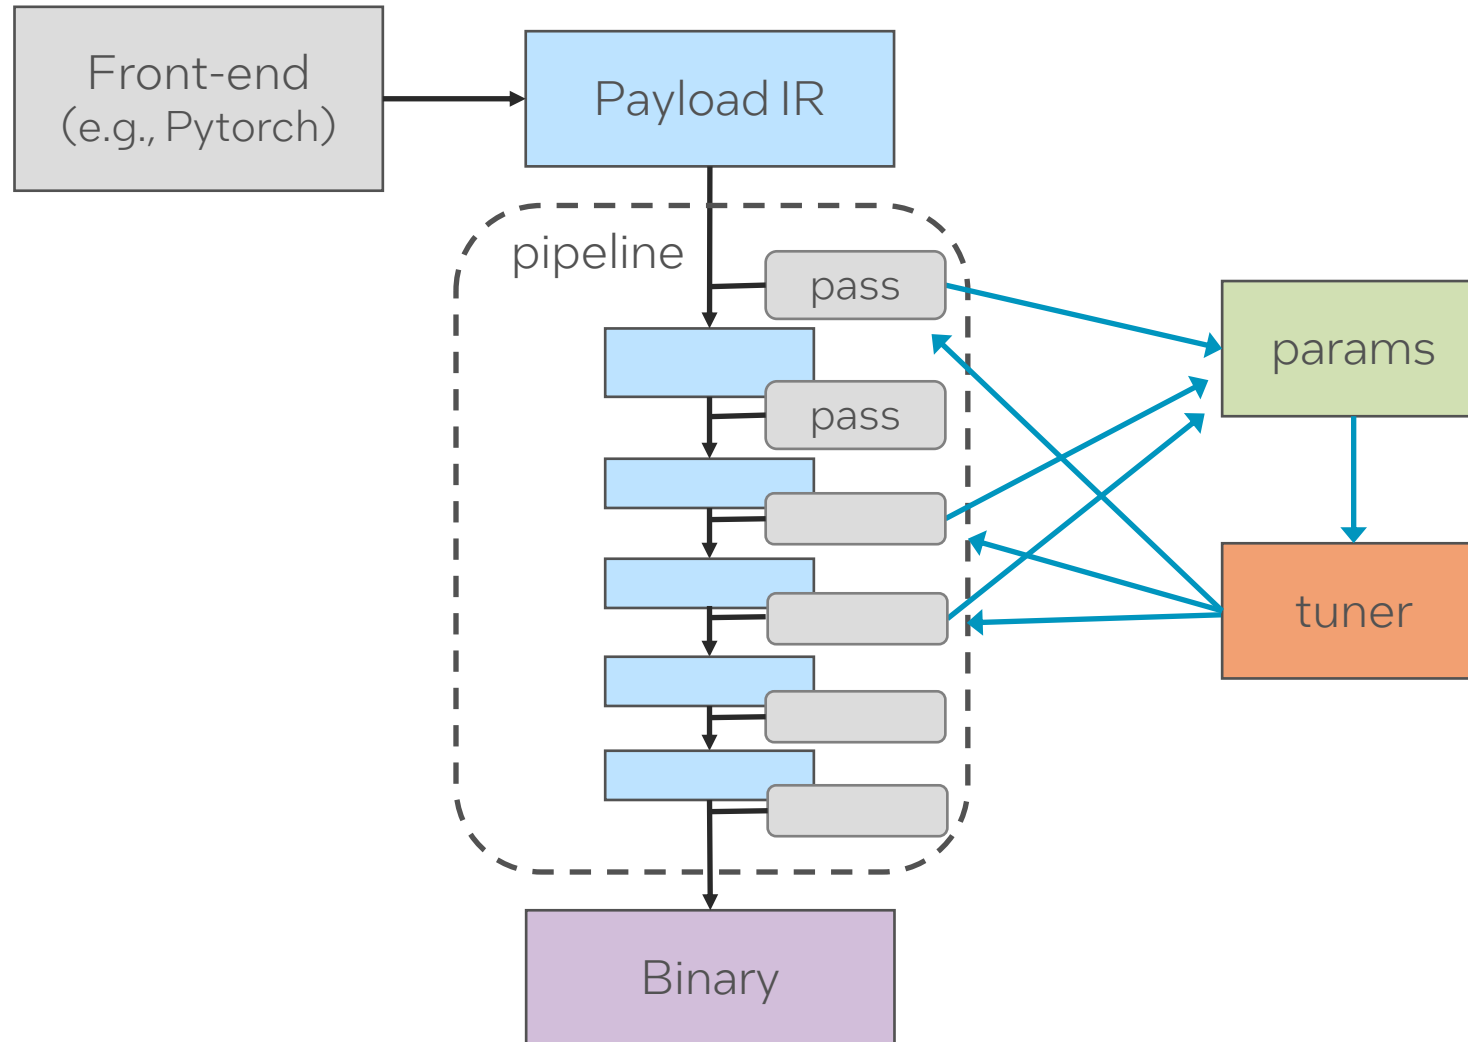 Front-end
(e.g., Pytorch)
Payload IR
pipeline
pass
pass
params
tuner
Binary